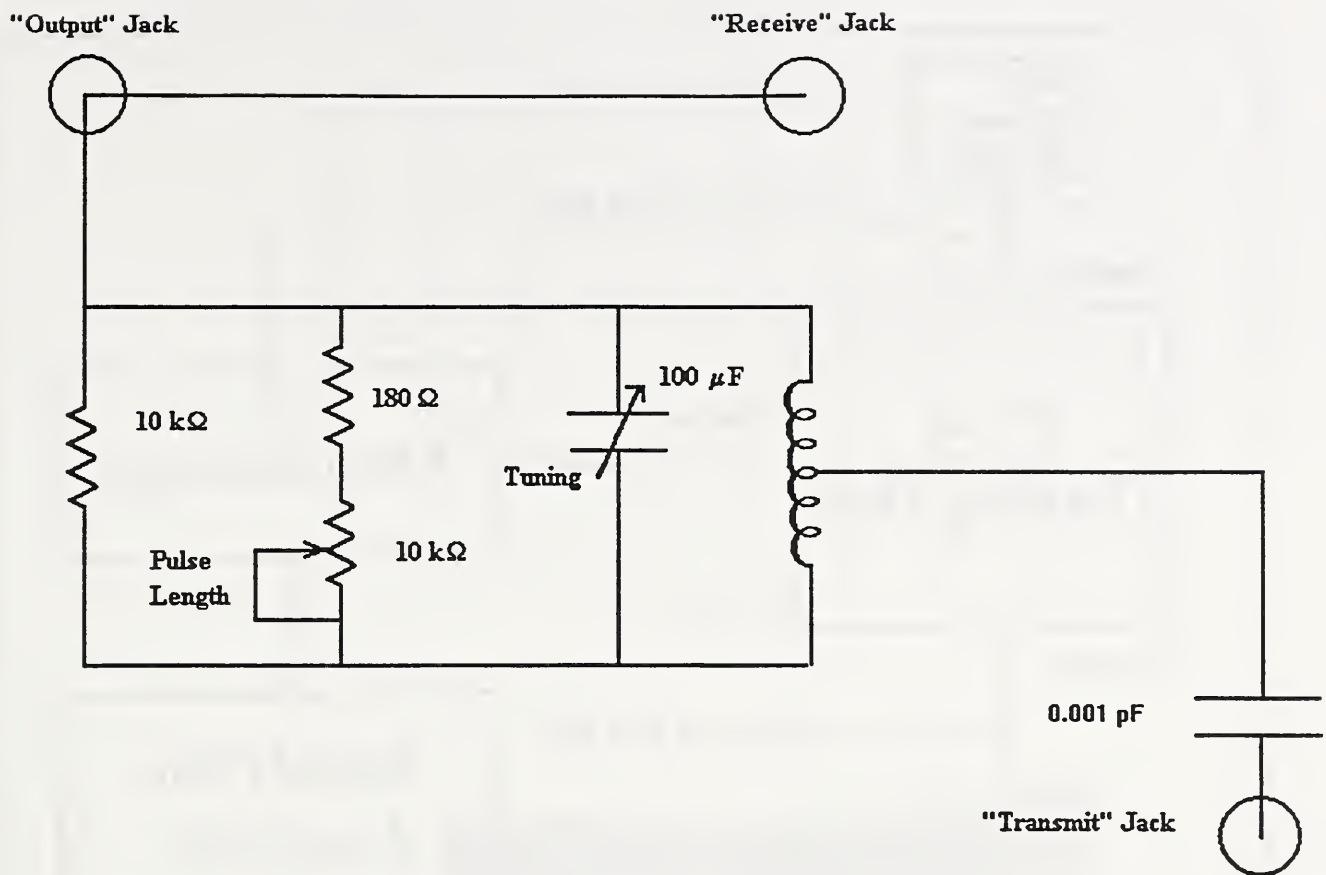 "Output" Jack
"Receive" Jack
100 μF
180 Ω
10 kΩ
Tuning
10 kΩ
Pulse
Length
0.001 pF
"Transmit" Jack